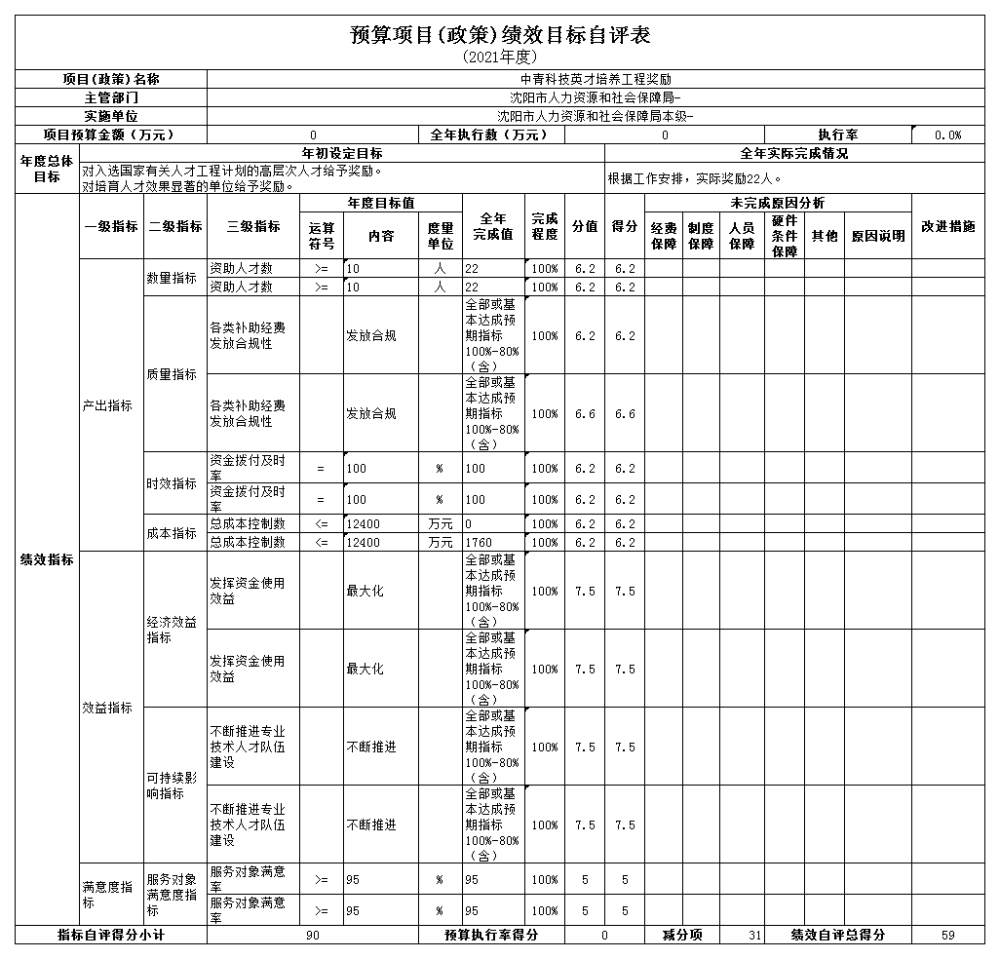 预算项目(政策)绩效目标自评表
(2021年度)
项目(政策)名称 中青科技英才培养工程奖励
主管部门 沈阳市人力资源和社会保障局-
实施单位 沈阳市人力资源和社会保障局本级-
项目预算金额（万元） 0 全年执行数（万元） 0 执行率 0.0%
年度总体目标 年初设定目标 全年实际完成情况
对入选国家有关人才工程计划的高层次人才给予奖励。
对培育人才效果显著的单位给予奖励。
根据工作安排，实际奖励22人。
绩效指标 一级指标 二级指标 三级指标 年度目标值 全年完成值 完成程度 分值 得分 未完成原因分析 改进措施
运算符号 内容 度量单位 经费保障 制度保障 人员保障 硬件条件保障 其他 原因说明
产出指标 数量指标 资助人才数 >= 10 人 22 100% 6.2 6.2
资助人才数 >= 10 人 22 100% 6.2 6.2
质量指标 各类补助经费发放合规性 发放合规 全部或基本达成预期指标100%-80%（含） 100% 6.2 6.2
各类补助经费发放合规性 发放合规 全部或基本达成预期指标100%-80%（含） 100% 6.6 6.6
时效指标 资金拨付及时率 = 100 % 100 100% 6.2 6.2
资金拨付及时率 = 100 % 100 100% 6.2 6.2
成本指标 总成本控制数 <= 12400 万元 0 100% 6.2 6.2
总成本控制数 <= 12400 万元 1760 100% 6.2 6.2
效益指标 经济效益指标 发挥资金使用效益 最大化 全部或基本达成预期指标100%-80%（含） 100% 7.5 7.5
发挥资金使用效益 最大化 全部或基本达成预期指标100%-80%（含） 100% 7.5 7.5
可持续影响指标 不断推进专业技术人才队伍建设 不断推进 全部或基本达成预期指标100%-80%（含） 100% 7.5 7.5
不断推进专业技术人才队伍建设 不断推进 全部或基本达成预期指标100%-80%（含） 100% 7.5 7.5
满意度指标 服务对象满意度指标 服务对象满意率 >= 95 % 95 100% 5 5
服务对象满意率 >= 95 % 95 100% 5 5
指标自评得分小计 90 预算执行率得分 0 减分项 31 绩效自评总得分 59